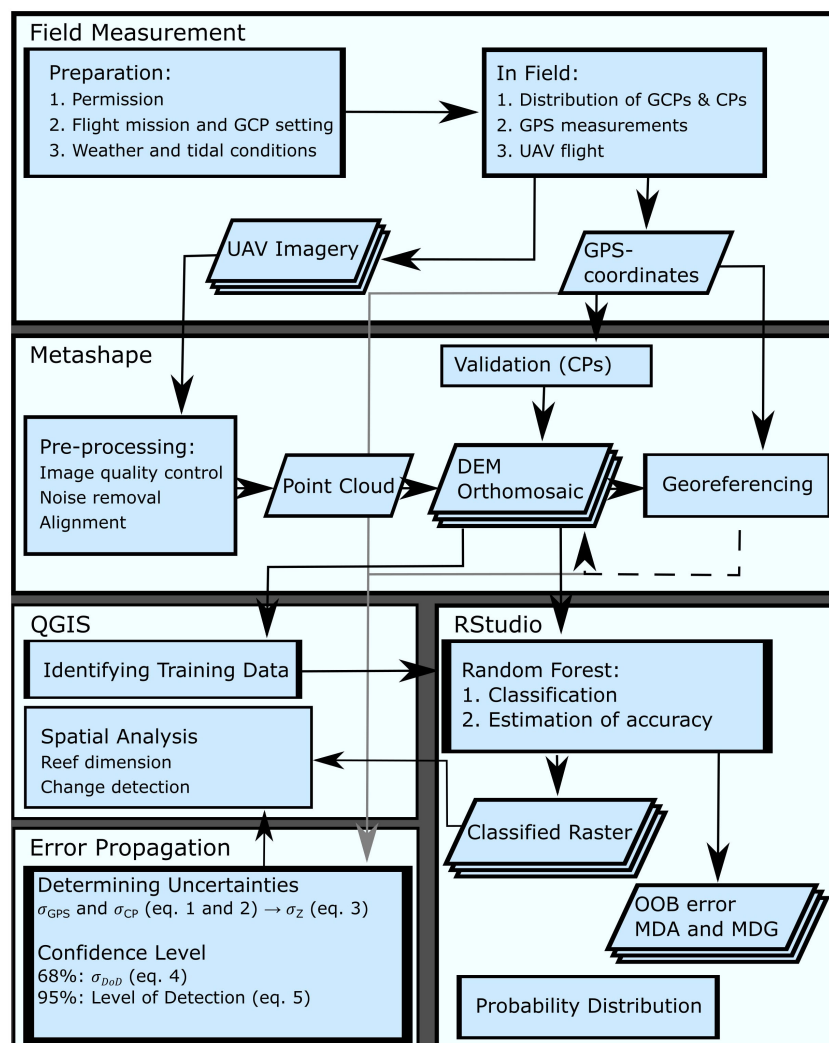 Field Measurement
Preparation:
1. Permission
2. Flight mission and GCP setting
3. Weather and tidal conditions
In Field:
1. Distribution of GCPs & CPs
2. GPS measurements
3. UAV flight
UAV Imagery
GPS-
coordinates
Metashape
Validation (CPs)
Pre-processing:
Image quality control
Noise removal
Alignment
Point Cloud
DEM
Orthomosaic
Georeferencing
QGIS
Identifying Training Data
Spatial Analysis
Reef dimension
Change detection
RStudio
Random Forest:
1. Classification
2. Estimation of accuracy
Classified Raster
OOB error
MDA and MDG
Probability Distribution
Error Propagation
Determining Uncertainties
σGPS and σCP (eq. 1 and 2) → σZ (eq. 3)
Confidence Level
68%: σDoD (eq. 4)
95%: Level of Detection (eq. 5)